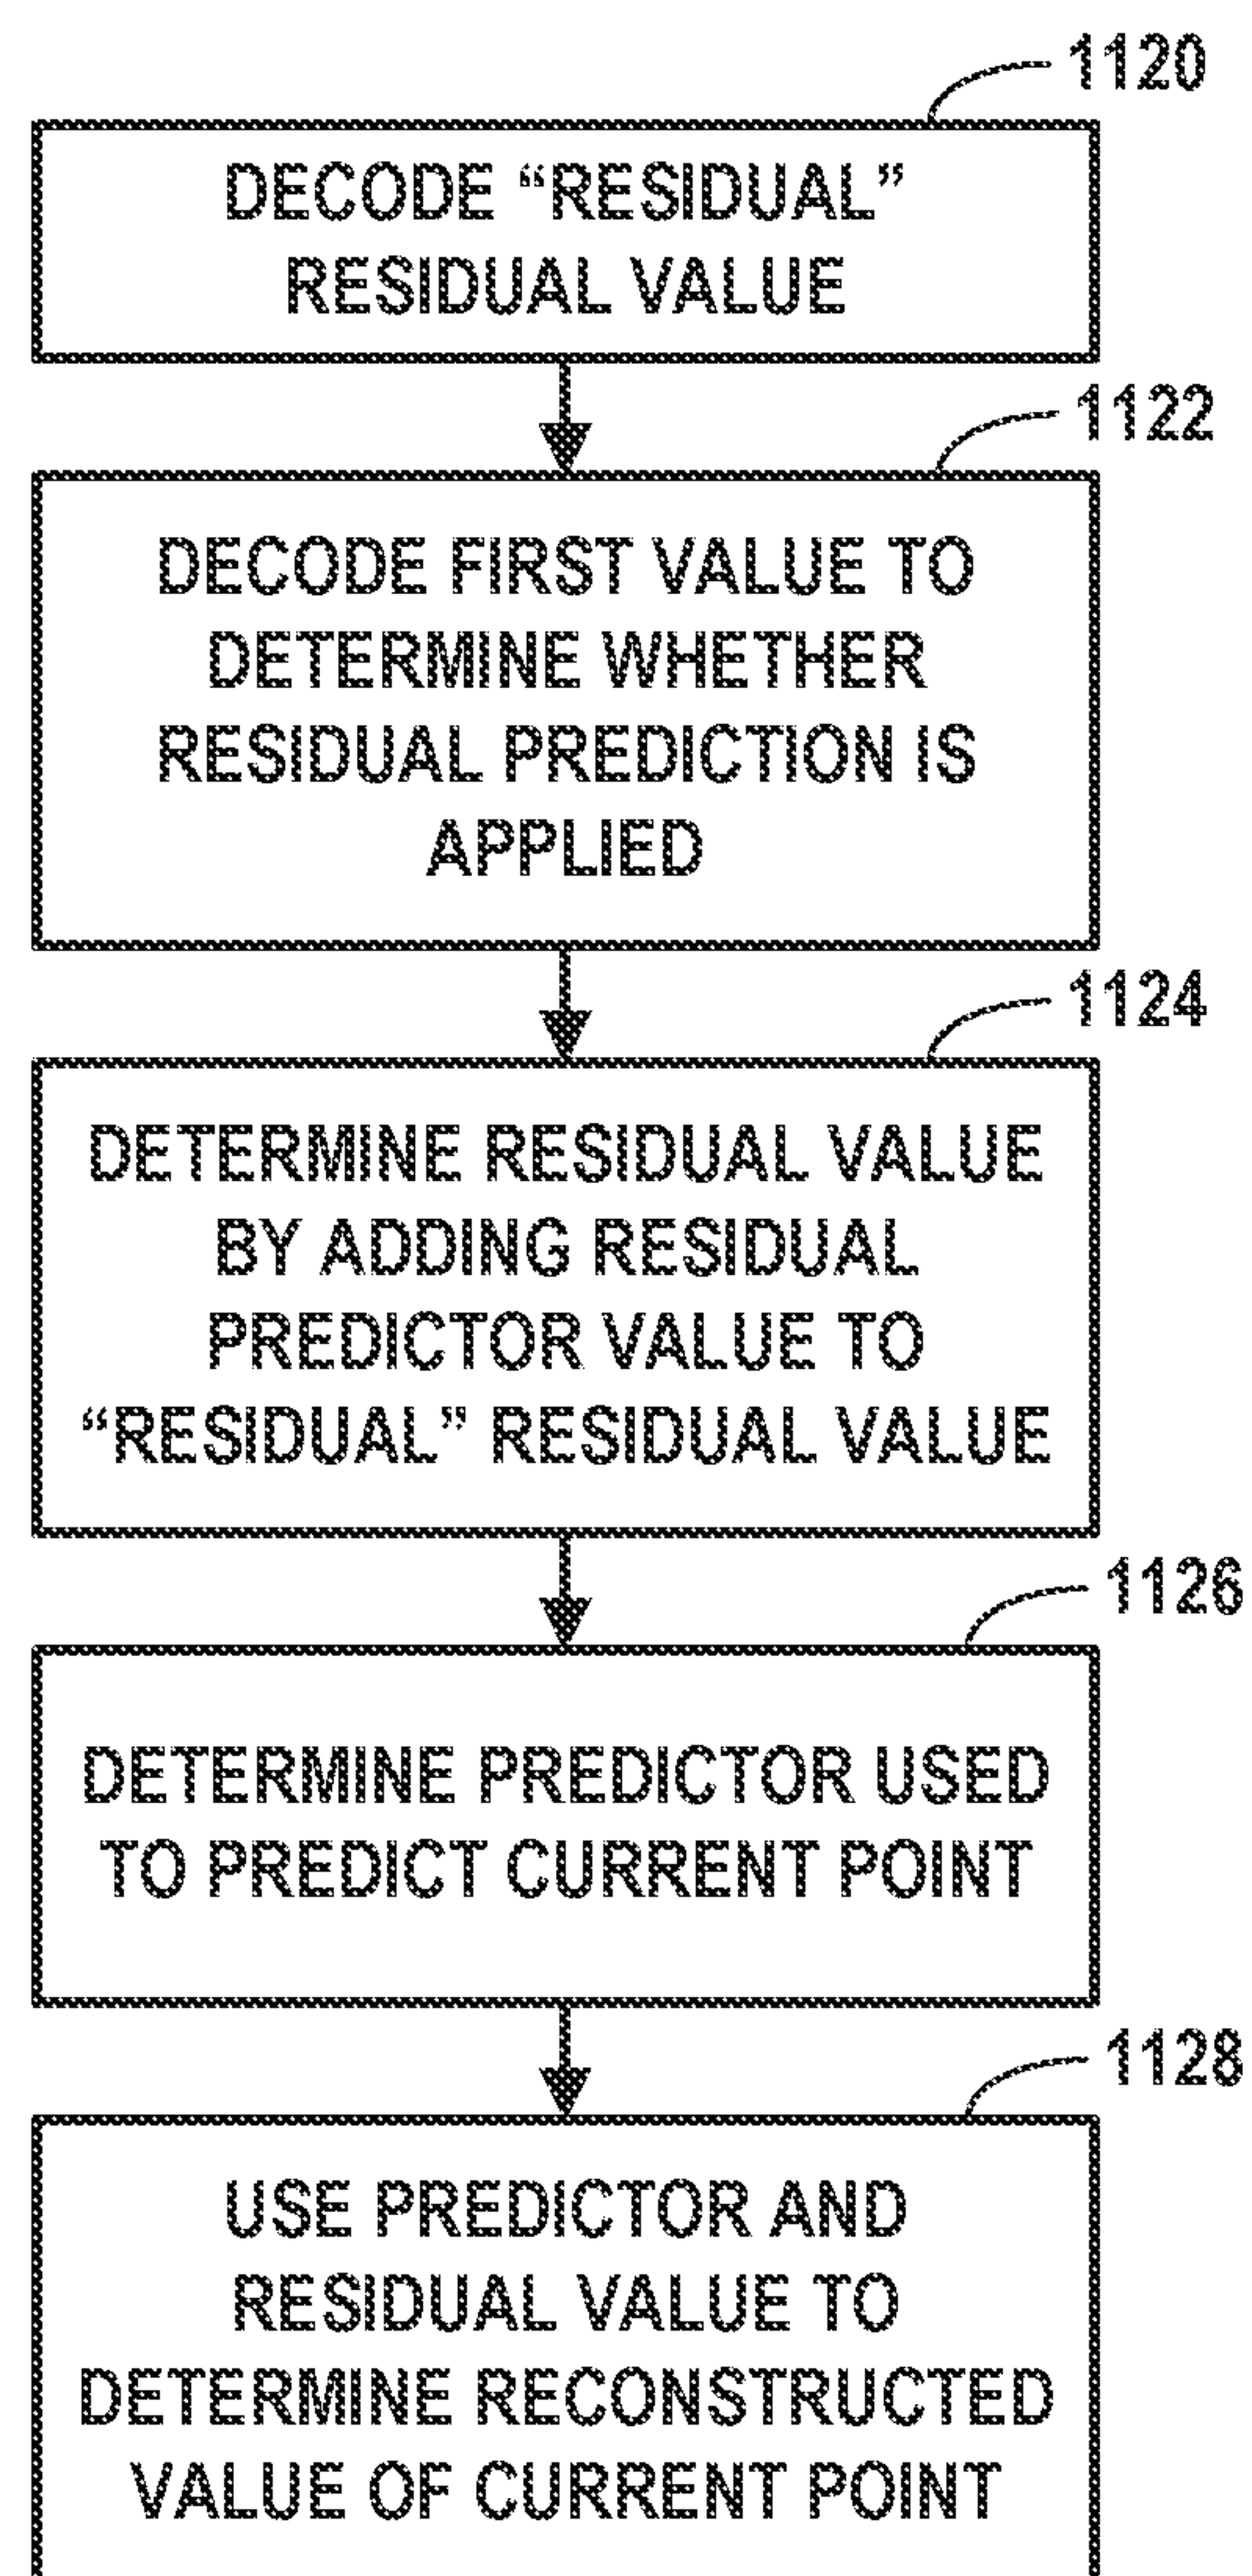 1120
DECODE “RESIDUAL”
RESIDUAL VALUE
1122
DECODE FIRST VALUE TO
DETERMINE WHETHER
RESIDUAL PREDICTION IS
APPLIED
1124
DETERMINE RESIDUAL VALUE
BY ADDING RESIDUAL
PREDICTOR VALUE TO
“RESIDUAL” RESIDUAL VALUE
1126
DETERMINE PREDICTOR USED
TO PREDICT CURRENT POINT
1128
USE PREDICTOR AND
RESIDUAL VALUE TO
DETERMINE RECONSTRUCTED
VALUE OF CURRENT POINT